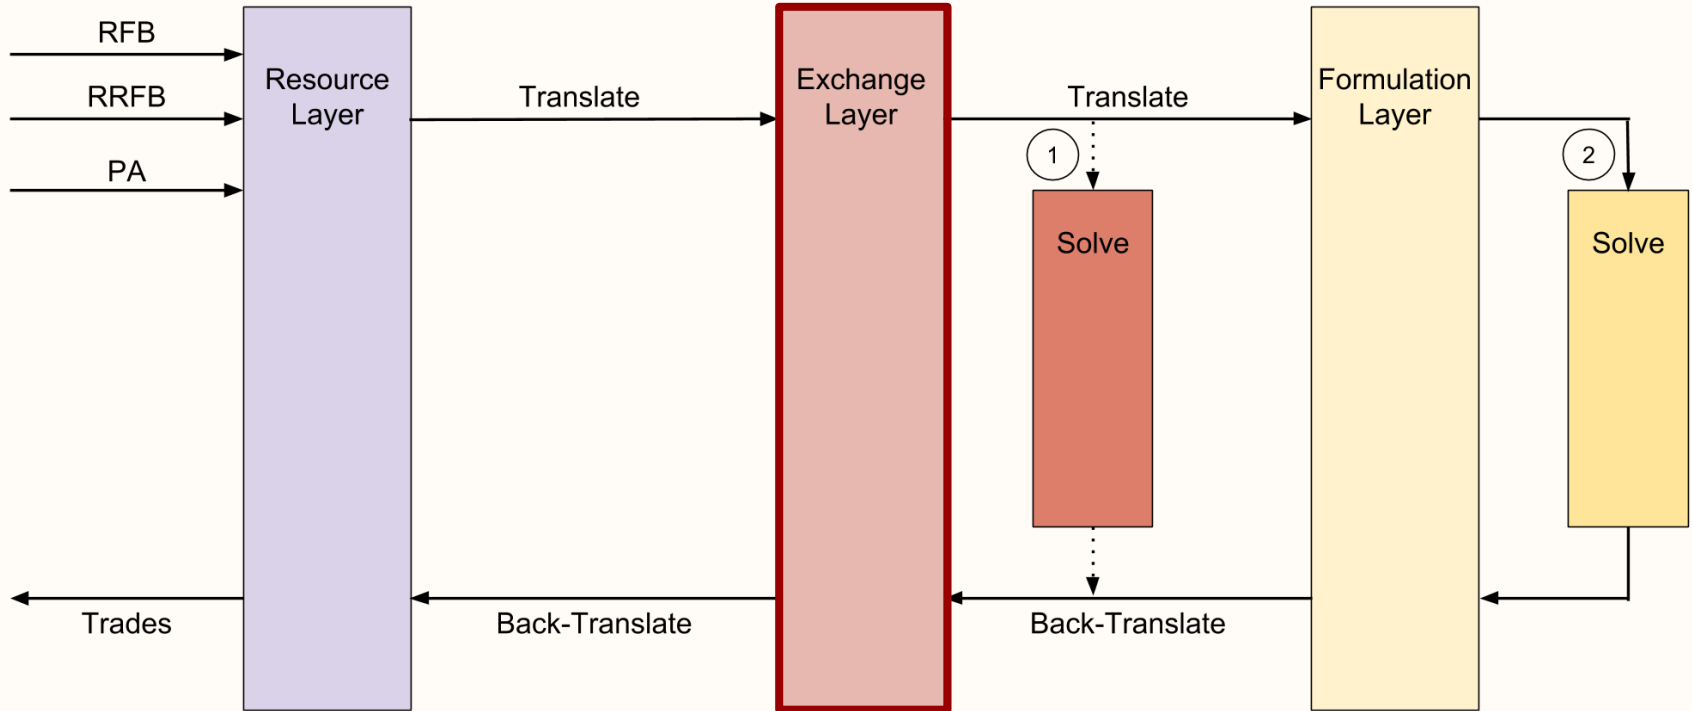 RFB
RRFB
PA
Resource
Layer
Translate
Exchange
Layer
Translate
1
Solve
Formulation
Layer
2
Solve
Trades
Back-Translate
Back-Translate